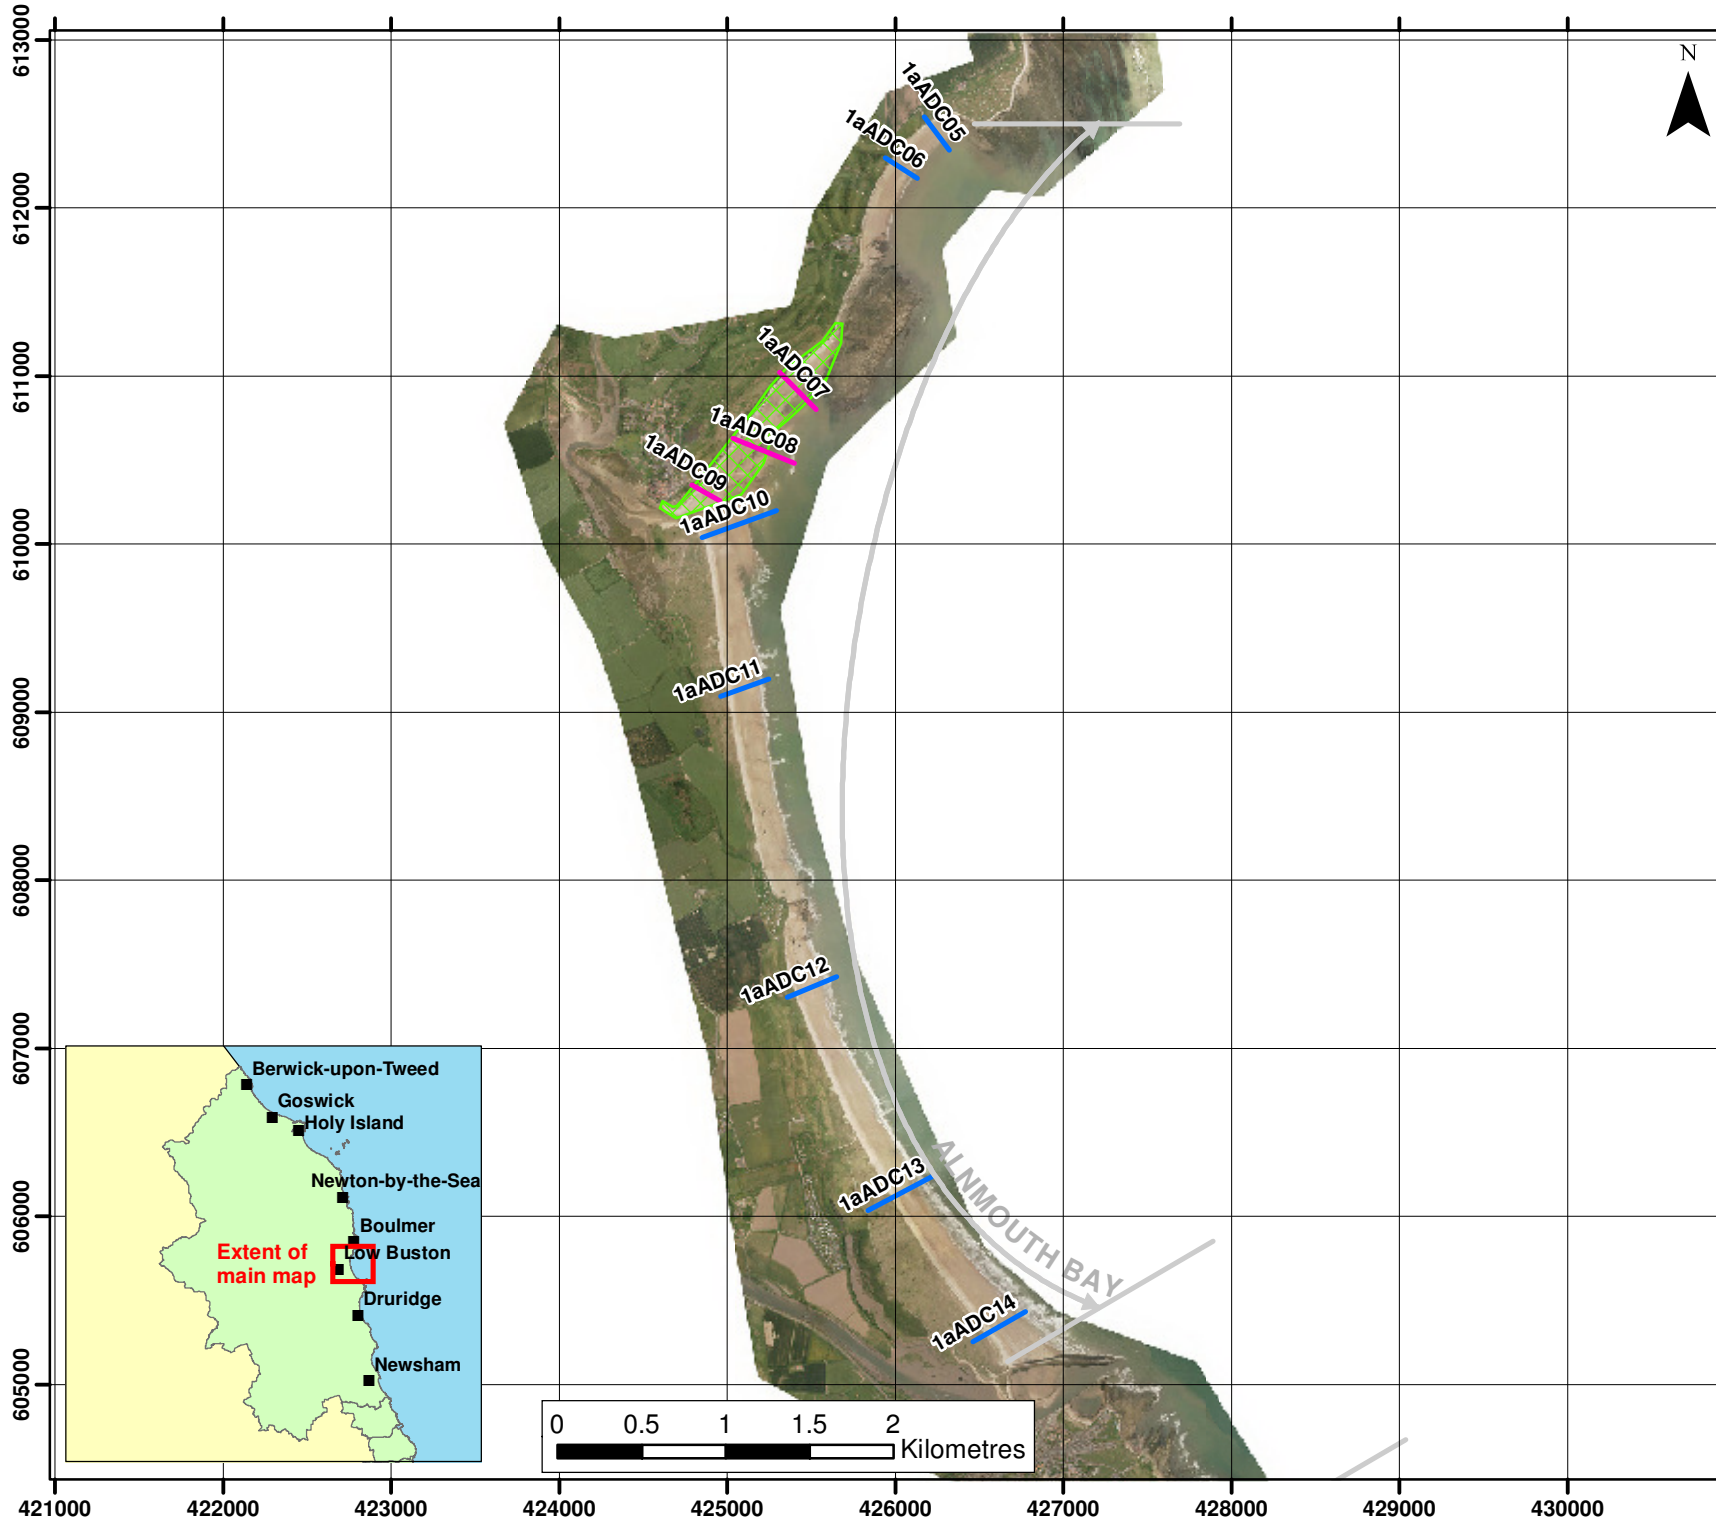 613000
612000
611000
610000
609000
608000
607000
606000
605000
N
1aADC05
1aADC06
1aADC07
1aADC08
1aADC09
1aADC10
1aADC11
1aADC12
1aADC13
1aADC14
ALNMOUTH BAY
Berwick-upon-Tweed
Goswick
Holy Island
Newton-by-the-Sea
Boulmer
Low Buston
Extent of
main map
Druridge
Newsham
0 0.5 1 1.5 2
Kilometres
421000 422000 423000 424000 425000 426000 427000 428000 429000 430000